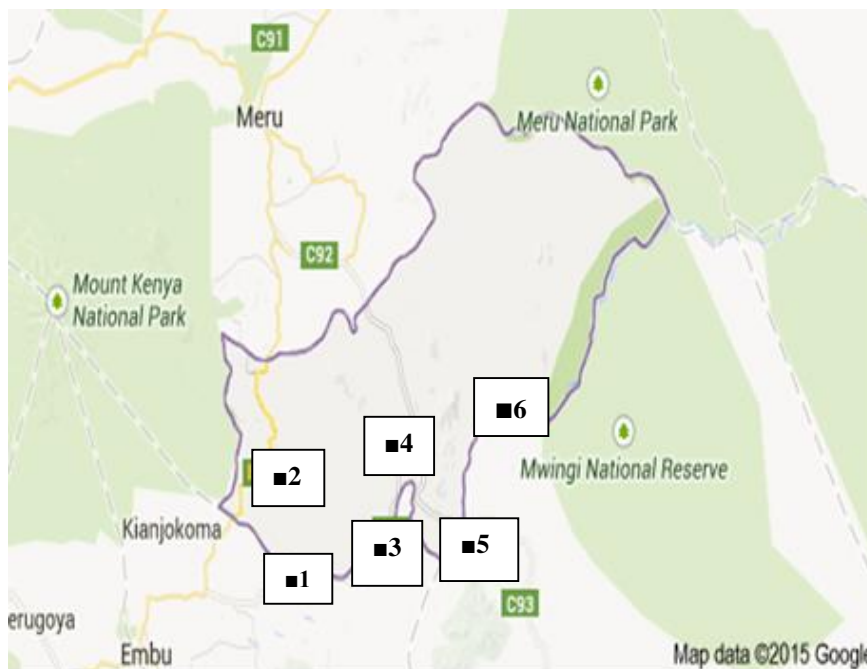 C91
Meru
Meru National Park
C92
Mount Kenya
National Park
■6
■4
■2
Mwingi National Reserve
Kianjokoma
■3
■5
■1
C93
erugoya
Embu
Map data ©2015 Google